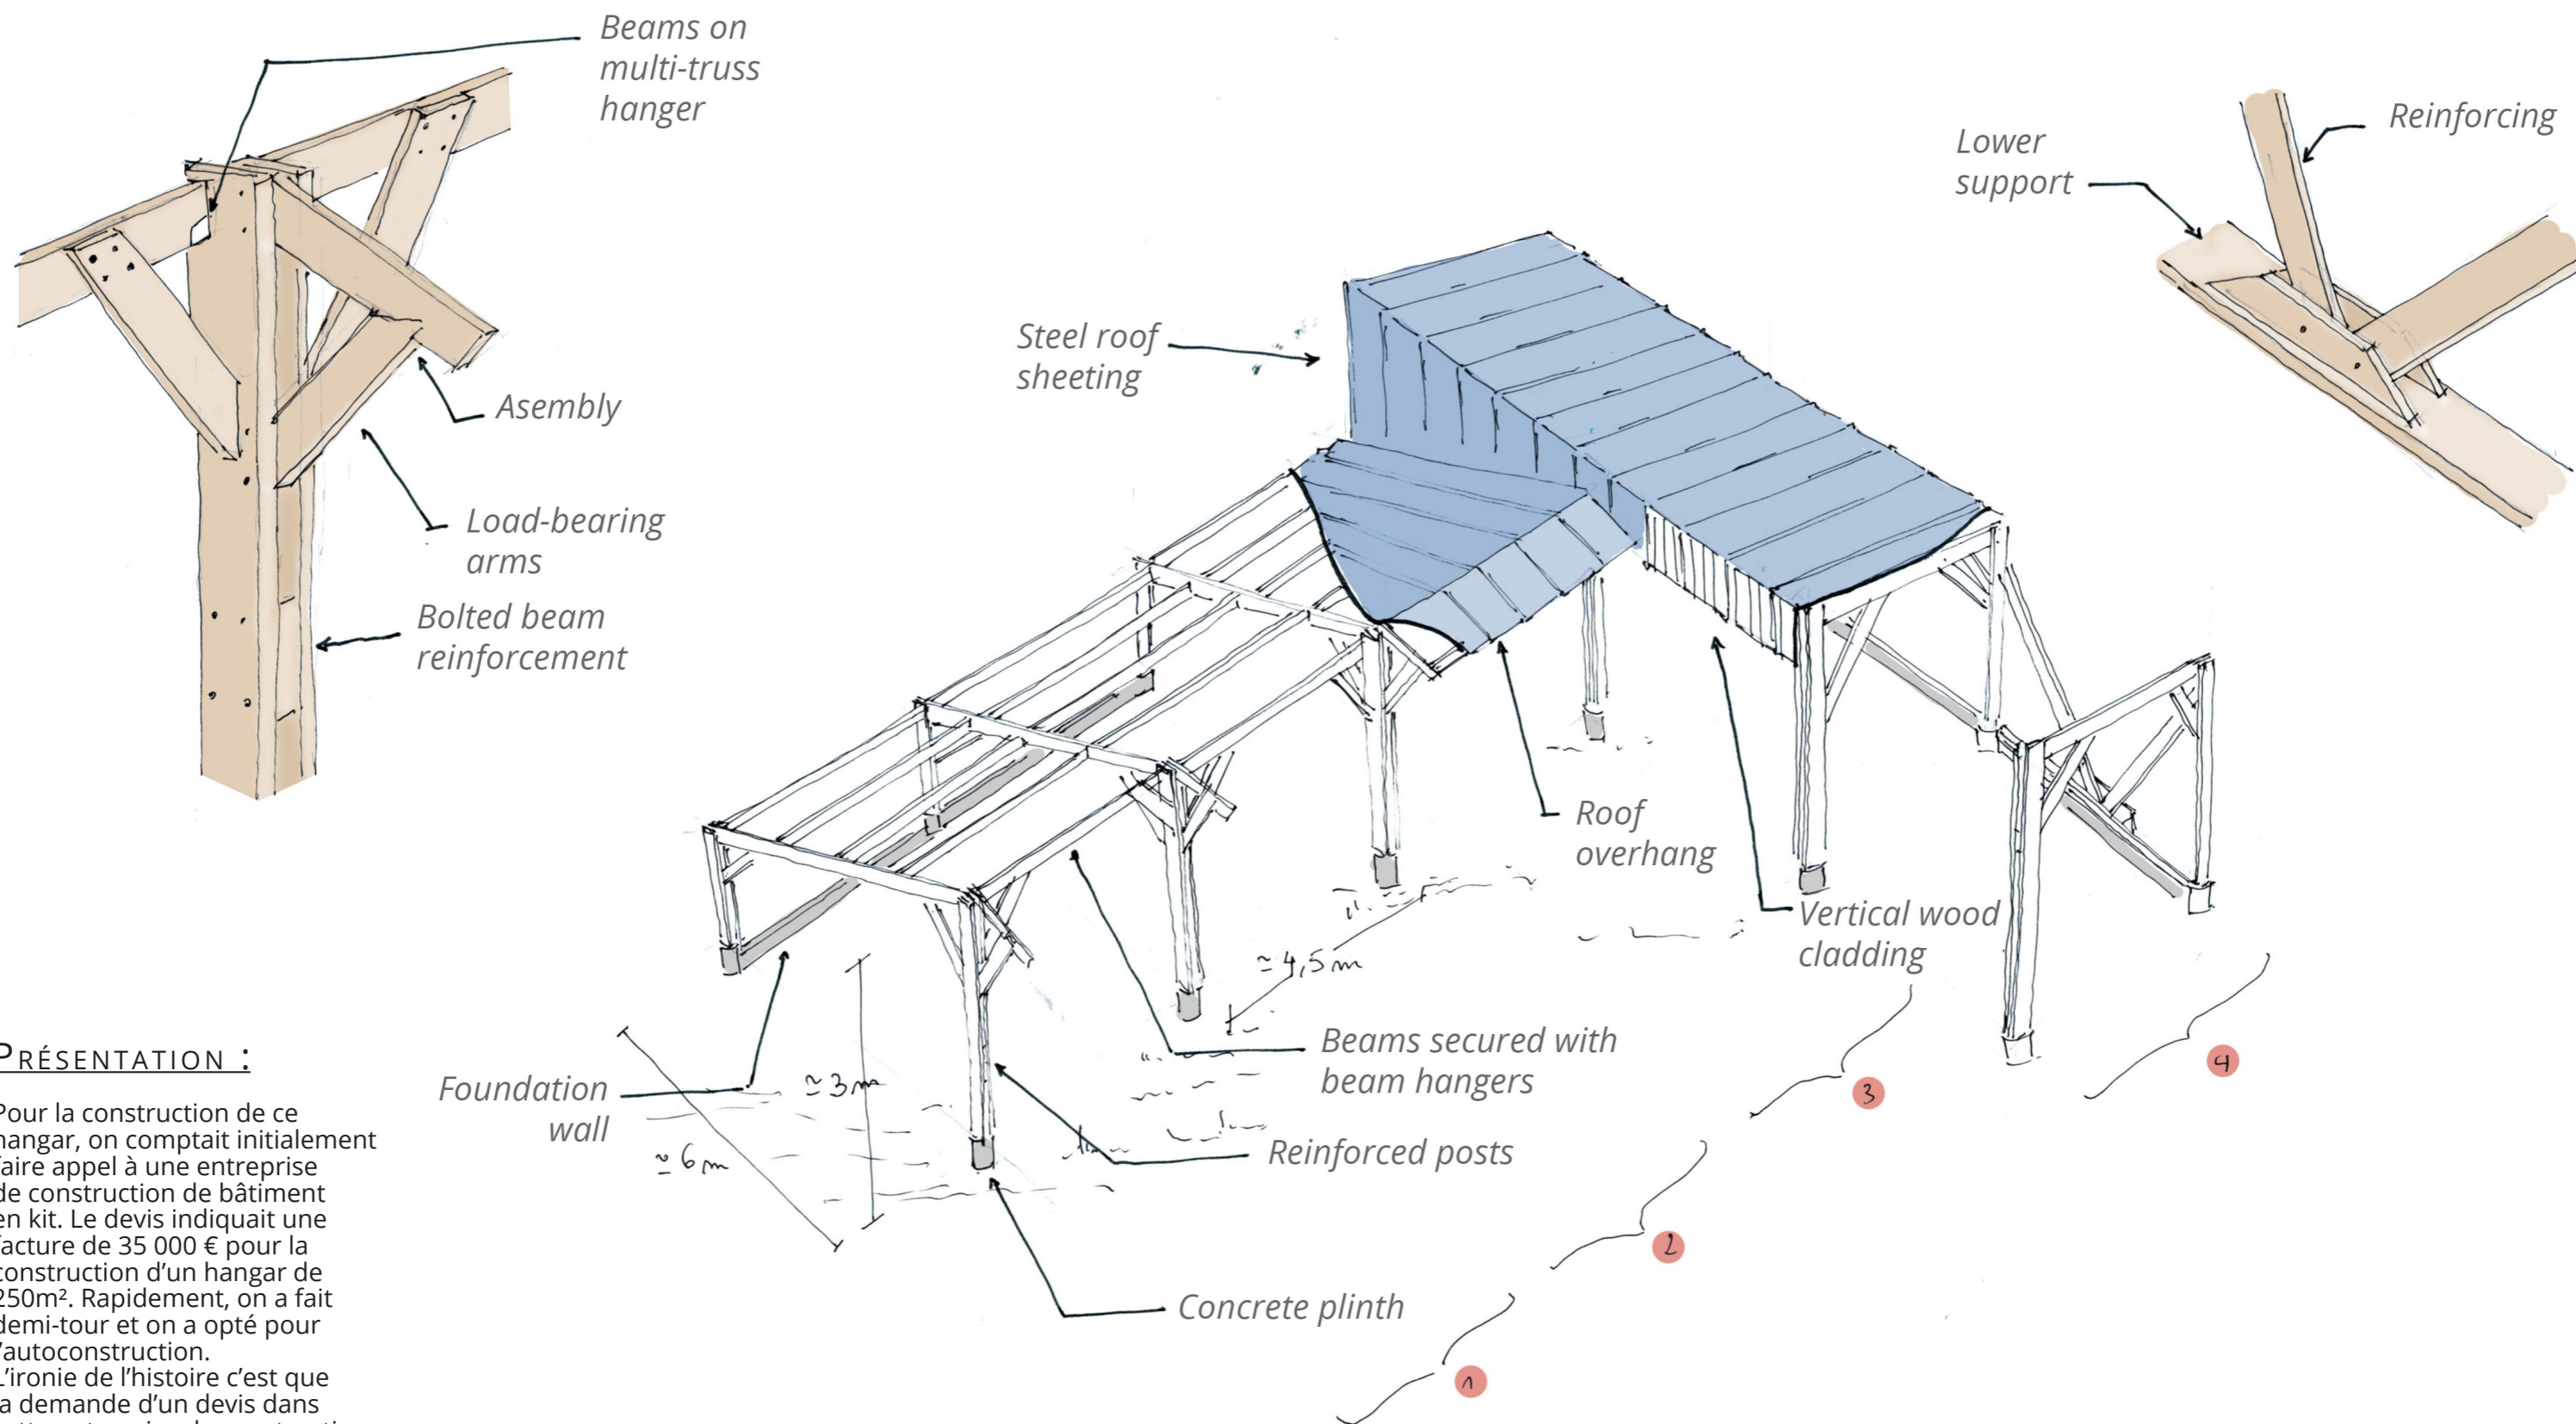 Beams on
multi-truss
hanger
Reinforcing
Lower
support
Steel roof
sheeting
Asembly
Load-bearing
arms
Bolted beam
reinforcement
Roof
overhang
Vertical wood
cladding
≃ 4,5 m
Beams secured with
beam hangers
Foundation
wall
≃ 3 m
≃ 6 m
Reinforced posts
Concrete plinth
1
2
3
4
PRÉSENTATION :
Pour la construction de ce
hangar, on comptait initialement
faire appel à une entreprise
de construction de bâtiment
en kit. Le devis indiquait une
facture de 35 000 € pour la
construction d’un hangar de
250m². Rapidement, on a fait
demi-tour et on a opté pour
l’autoconstruction.
L’ironie de l’histoire c’est que
la demande d’un devis dans